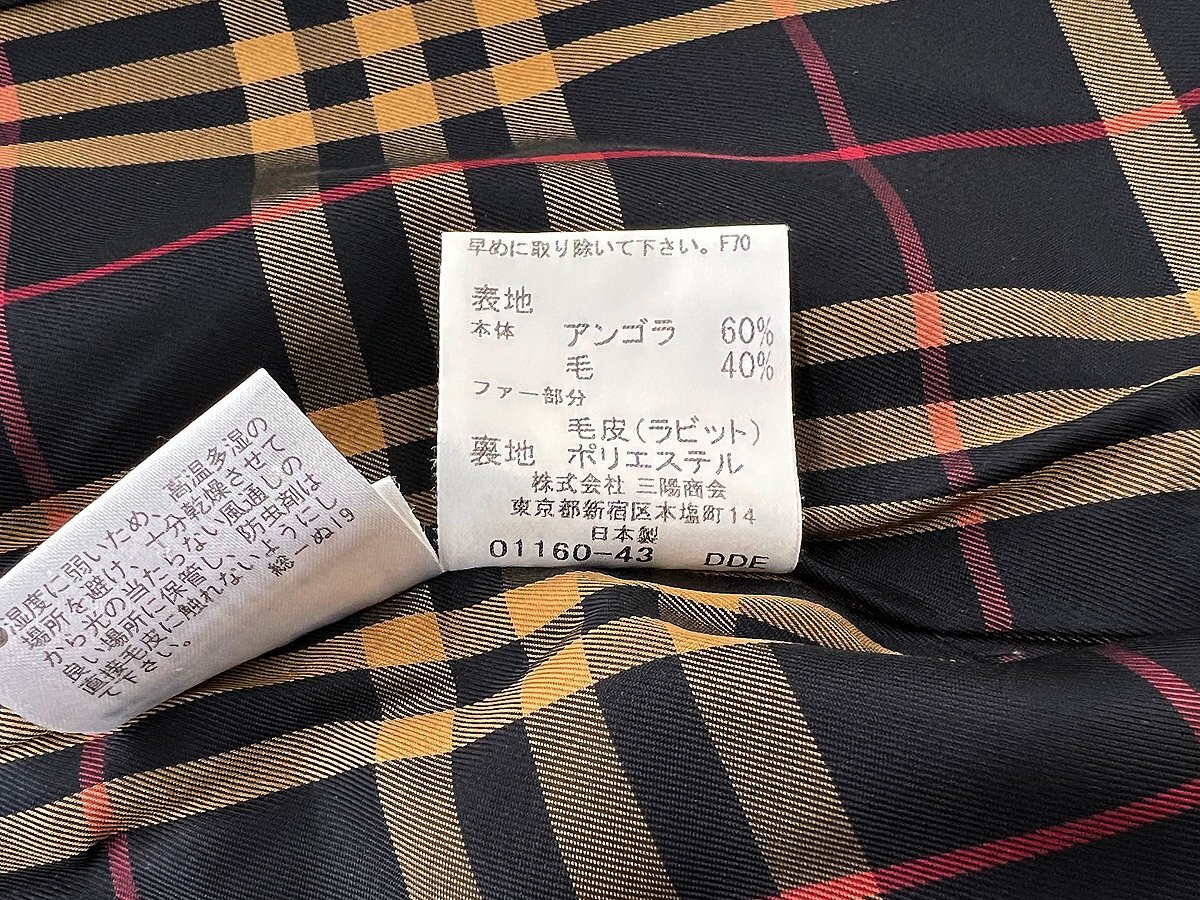 早めに取り除いて下さい。F70
表地
本体 アンゴラ 60%
毛 40%
ファー部分
毛皮(ラビット)
裏地 ポリエステル
株式会社 三陽商会
東京都新宿区本塩町14
日本製
01160-43 DDE
湿度に弱いため、高温多湿の
場所を避け、十分乾燥させて
から光の当たらない風通しの
良い場所に保管し、防虫剤は
直接毛皮に触れないようにし
て下さい。 総一ぬ19